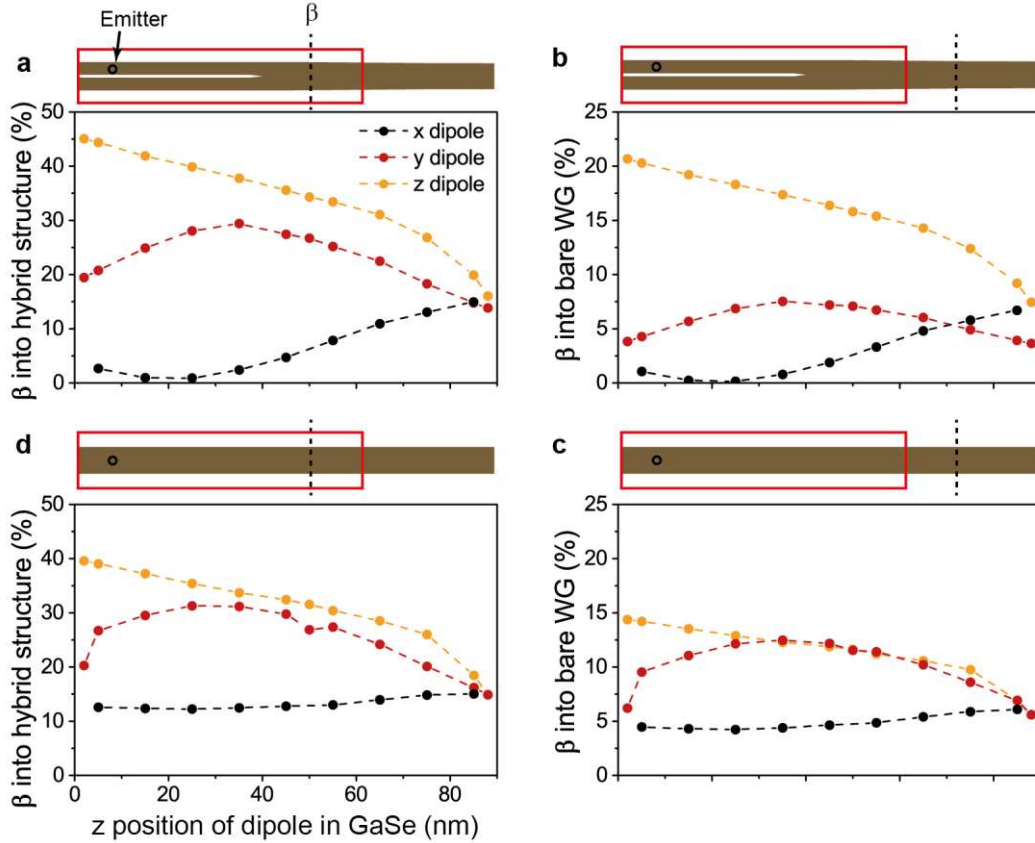 Emitter
β
a
b
β into hybrid structure (%)
50
40
30
20
10
0
x dipole
y dipole
z dipole
β into bare WG (%)
25
20
15
10
5
0
d
c
β into hybrid structure (%)
50
40
30
20
10
0
0 20 40 60 80
z position of dipole in GaSe (nm)
β into bare WG (%)
25
20
15
10
5
0